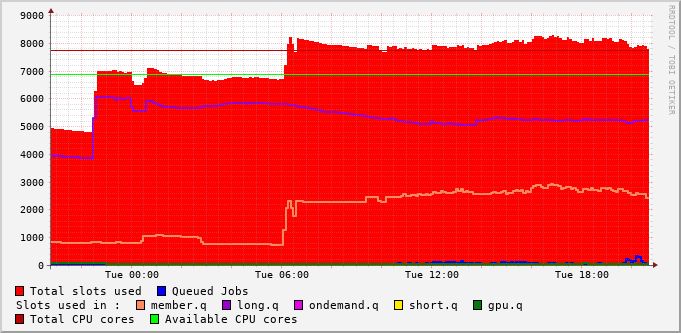 9000
8000
7000
6000
5000
4000
3000
2000
1000
0
Tue 00:00 Tue 06:00 Tue 12:00 Tue 18:00
RRDTOOL / TOBI OETIKER
Total slots used Queued Jobs
Slots used in : member.q long.q ondemand.q short.q gpu.q
Total CPU cores Available CPU cores